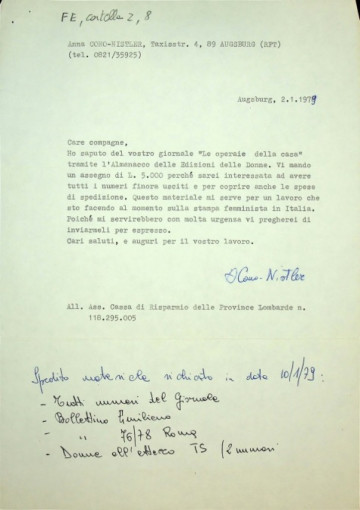 FE, cartella 2, 8
Anna CORO-NISTLER, Taxisstr. 4, 89 AUGSBURG (RFT)
(tel. 0821/35925)
Augsburg, 2.1.1979
Care compagne,
Ho saputo del vostro giornale "Le operaie della casa"
tramite l'Almanacco delle Edizioni delle Donne. Vi mando
un assegno di L. 5.000 perchè sarei interessata ad avere
tutti i numeri finora usciti e per coprire anche le spese
di spedizione. Questo materiale mi serve per un lavoro che
sto facendo al momento sulla stampa femminista in Italia.
Poichè mi servirebbero con molta urgenza vi pregherei di
inviarmeli per espresso.
Cari saluti, e auguri per il vostro lavoro.
Coro-Nistler
All. Ass. Cassa di Risparmio delle Province Lombarde n.
118.295.005
Spedito materiale richiesto in data 10/1/79:
- Tutti numeri del Giornale
- Bollettino Emiliano
- " 76/78 Roma
- Donne all'attacco TS /2 numeri